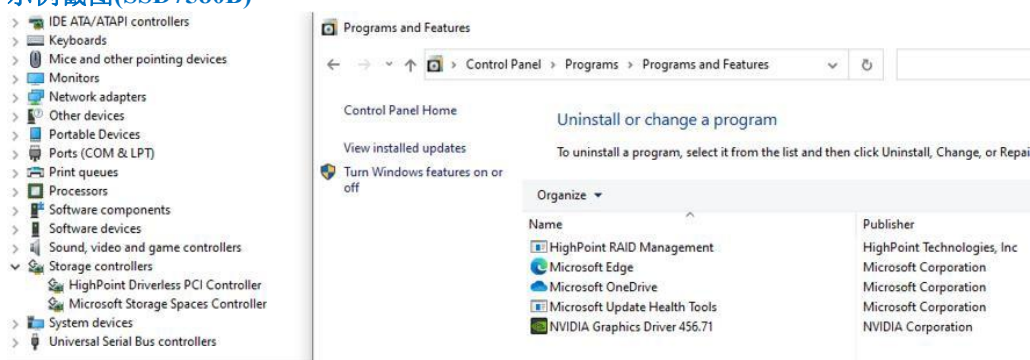 示例截图(SSD7580B)
IDE ATA/ATAPI controllers
Keyboards
Mice and other pointing devices
Monitors
Network adapters
Other devices
Portable Devices
Ports (COM & LPT)
Print queues
Processors
Software components
Software devices
Sound, video and game controllers
Storage controllers
HighPoint Driverless PCI Controller
Microsoft Storage Spaces Controller
System devices
Universal Serial Bus controllers
Programs and Features
Control Panel > Programs > Programs and Features
Control Panel Home
View installed updates
Turn Windows features on or
off
Uninstall or change a program
To uninstall a program, select it from the list and then click Uninstall, Change, or Repai
Organize
Name Publisher
HighPoint RAID Management HighPoint Technologies, Inc
Microsoft Edge Microsoft Corporation
Microsoft OneDrive Microsoft Corporation
Microsoft Update Health Tools Microsoft Corporation
NVIDIA Graphics Driver 456.71 NVIDIA Corporation